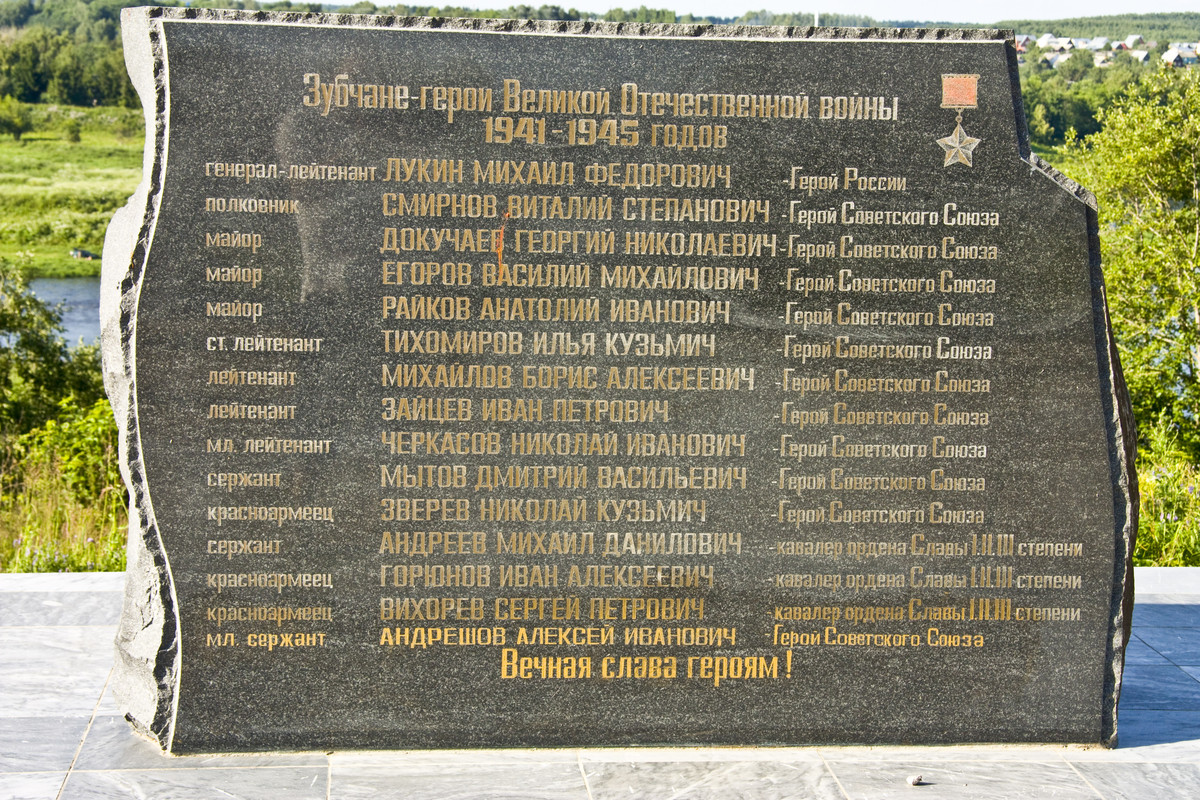 Зубчане-герои Великой Отечественной войны
1941-1945 годов
генерал-лейтенант ЛУКИН МИХАИЛ ФЕДОРОВИЧ -Герой России
полковник СМИРНОВ ВИТАЛИЙ СТЕПАНОВИЧ -Герой Советского Союза
майор ДОКУЧАЕВ ГЕОРГИЙ НИКОЛАЕВИЧ -Герой Советского Союза
майор ЕГОРОВ ВАСИЛИЙ МИХАЙЛОВИЧ -Герой Советского Союза
майор РАЙКОВ АНАТОЛИЙ ИВАНОВИЧ -Герой Советского Союза
ст. лейтенант ТИХОМИРОВ ИЛЬЯ КУЗЬМИЧ -Герой Советского Союза
лейтенант МИХАЙЛОВ БОРИС АЛЕКСЕЕВИЧ -Герой Советского Союза
лейтенант ЗАЙЦЕВ ИВАН ПЕТРОВИЧ -Герой Советского Союза
мл. лейтенант ЧЕРКАСОВ НИКОЛАЙ ИВАНОВИЧ -Герой Советского Союза
сержант МЫТОВ ДМИТРИЙ ВАСИЛЬЕВИЧ -Герой Советского Союза
красноармеец ЗВЕРЕВ НИКОЛАЙ КУЗЬМИЧ -Герой Советского Союза
сержант АНДРЕЕВ МИХАИЛ ДАНИЛОВИЧ -кавалер ордена Славы I.II.III степени
красноармеец ГОРЮНОВ ИВАН АЛЕКСЕЕВИЧ -кавалер ордена Славы I.II.III степени
красноармеец ВИХОРЕВ СЕРГЕЙ ПЕТРОВИЧ -кавалер ордена Славы I.II.III степени
мл. сержант АНДРЕШОВ АЛЕКСЕЙ ИВАНОВИЧ -Герой Советского Союза
Вечная слава героям!